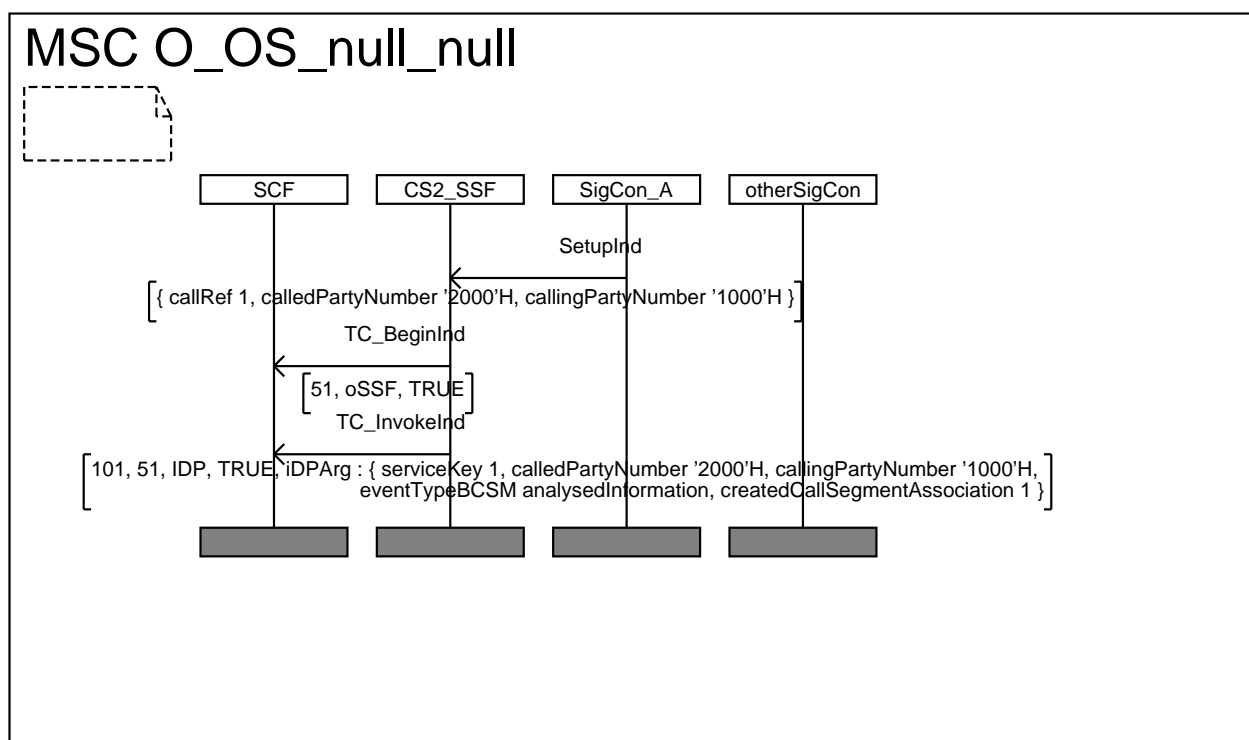 MSC O_OS_null_null
SCF
CS2_SSF
SigCon_A
otherSigCon
SetupInd
{ callRef 1, calledPartyNumber ’2000’H, callingPartyNumber ’1000’H }
TC_BeginInd
51, oSSF, TRUE
TC_InvokeInd
101, 51, IDP, TRUE, iDPArg : { serviceKey 1, calledPartyNumber ’2000’H, callingPartyNumber ’1000’H,
eventTypeBCSM analysedInformation, createdCallSegmentAssociation 1 }